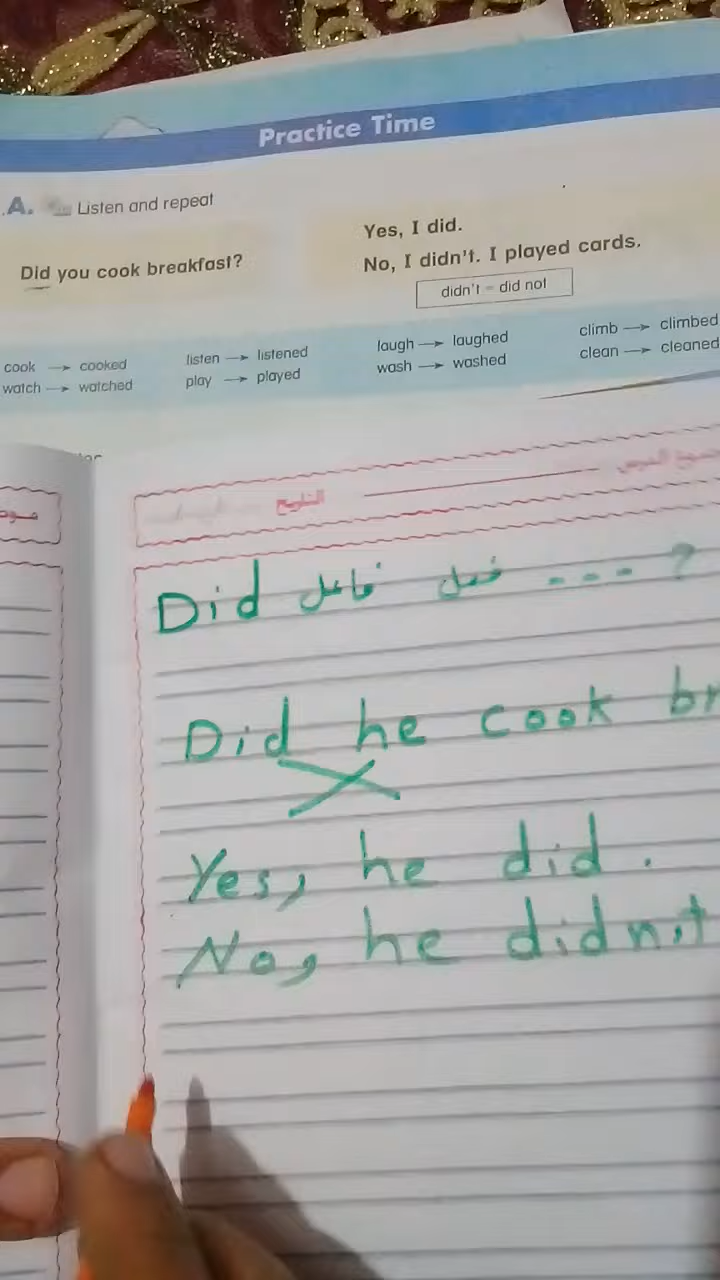 Practice Time
A. Listen and repeat
Did you cook breakfast?
Yes, I did.
No, I didn't. I played cards.
didn't = did not
cook → cooked
watch → watched
listen → listened
play → played
laugh → laughed
wash → washed
climb → climbed
clean → cleaned
التاريخ
Did فاعل فعل - - - ?
Did he cook br
Yes, he did.
No, he didn't